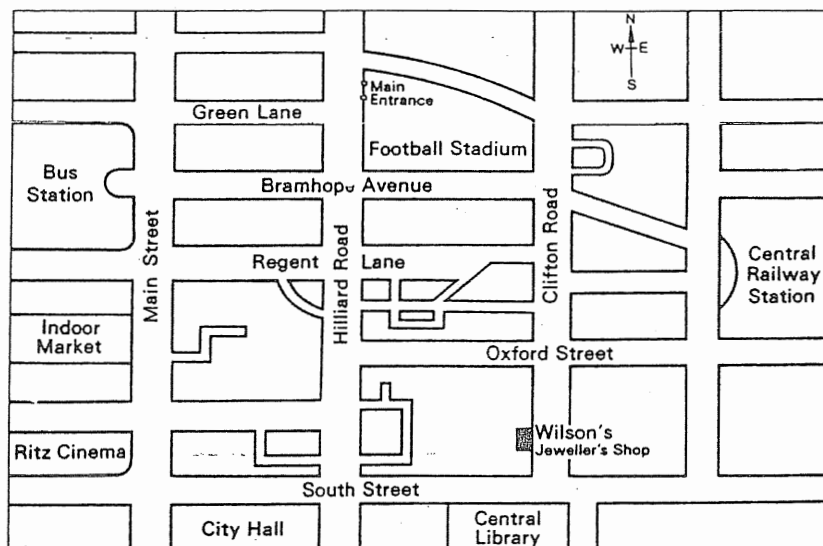 N
W E
S
Main
Entrance
Green Lane
Football Stadium
Bus
Station
Bramhope Avenue
Main Street
Hilliard Road
Clifton Road
Regent Lane
Central
Railway
Station
Indoor
Market
Oxford Street
Ritz Cinema
Wilson's
Jeweller's Shop
South Street
City Hall
Central
Library